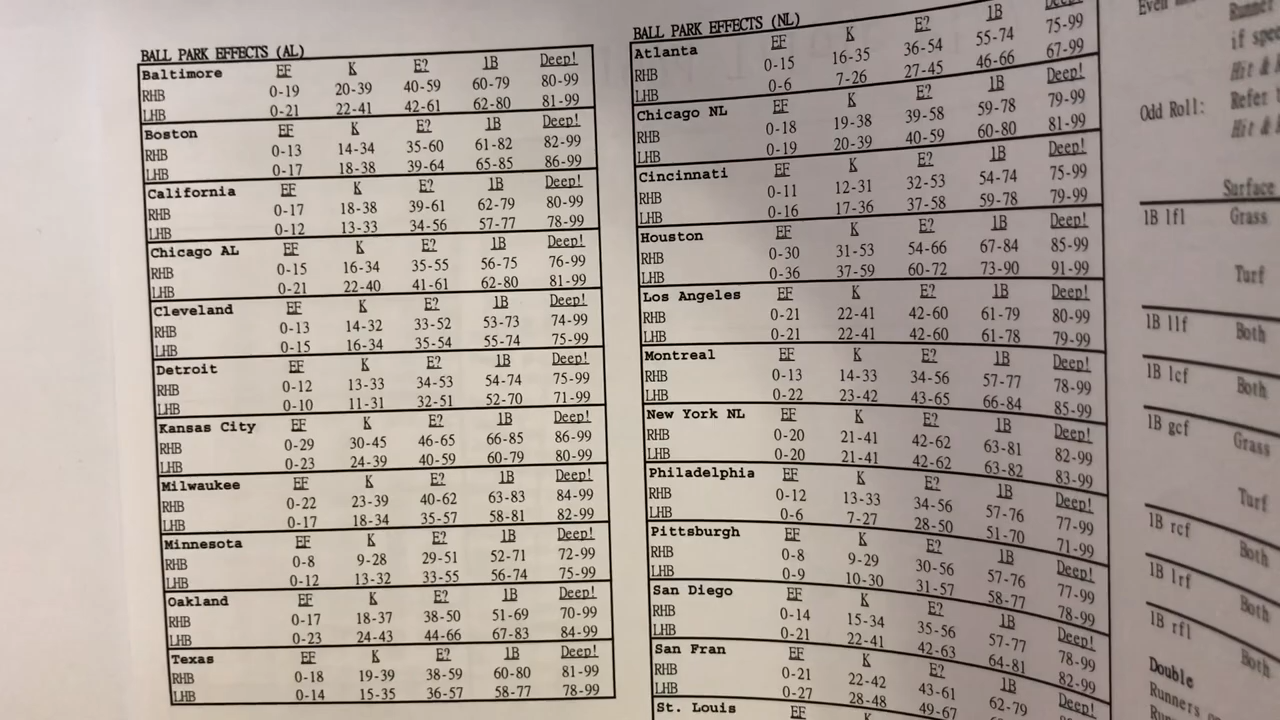 BALL PARK EFFECTS (AL)
Baltimore EF K E? 1B Deep!
RHB 0-19 20-39 40-59 60-79 80-99
LHB 0-21 22-41 42-61 62-80 81-99
Boston EF K E? 1B Deep!
RHB 0-13 14-34 35-60 61-82 82-99
LHB 0-17 18-38 39-64 65-85 86-99
California EF K E? 1B Deep!
RHB 0-17 18-38 39-61 62-79 80-99
LHB 0-12 13-33 34-56 57-77 78-99
Chicago AL EF K E? 1B Deep!
RHB 0-15 16-34 35-55 56-75 76-99
LHB 0-21 22-40 41-61 62-80 81-99
Cleveland EF K E? 1B Deep!
RHB 0-13 14-32 33-52 53-73 74-99
LHB 0-15 16-34 35-54 55-74 75-99
Detroit EF K E? 1B Deep!
RHB 0-12 13-33 34-53 54-74 75-99
LHB 0-10 11-31 32-51 52-70 71-99
Kansas City EF K E? 1B Deep!
RHB 0-29 30-45 46-65 66-85 86-99
LHB 0-23 24-39 40-59 60-79 80-99
Milwaukee EF K E? 1B Deep!
RHB 0-22 23-39 40-62 63-83 84-99
LHB 0-17 18-34 35-57 58-81 82-99
Minnesota EF K E? 1B Deep!
RHB 0-8 9-28 29-51 52-71 72-99
LHB 0-12 13-32 33-55 56-74 75-99
Oakland EF K E? 1B Deep!
RHB 0-17 18-37 38-50 51-69 70-99
LHB 0-23 24-43 44-66 67-83 84-99
Texas EF K E? 1B Deep!
RHB 0-18 19-39 38-59 60-80 81-99
LHB 0-14 15-35 36-57 58-77 78-99
BALL PARK EFFECTS (NL)
Atlanta EF K E? 1B Deep!
RHB 0-15 16-35 36-54 55-74 75-99
LHB 0-6 7-26 27-45 46-66 67-99
Chicago NL EF K E? 1B Deep!
RHB 0-18 19-38 39-58 59-78 79-99
LHB 0-19 20-39 40-59 60-80 81-99
Cincinnati EF K E? 1B Deep!
RHB 0-11 12-31 32-53 54-74 75-99
LHB 0-16 17-36 37-58 59-78 79-99
Houston EF K E? 1B Deep!
RHB 0-30 31-53 54-66 67-84 85-99
LHB 0-36 37-59 60-72 73-90 91-99
Los Angeles EF K E? 1B Deep!
RHB 0-21 22-41 42-60 61-79 80-99
LHB 0-21 22-41 42-60 61-78 79-99
Montreal EF K E? 1B Deep!
RHB 0-13 14-33 34-56 57-77 78-99
LHB 0-22 23-42 43-65 66-84 85-99
New York NL EF K E? 1B Deep!
RHB 0-20 21-41 42-62 63-81 82-99
LHB 0-20 21-41 42-62 63-82 83-99
Philadelphia EF K E? 1B Deep!
RHB 0-12 13-33 34-56 57-76 77-99
LHB 0-6 7-27 28-50 51-70 71-99
Pittsburgh EF K E? 1B Deep!
RHB 0-8 9-29 30-56 57-76 77-99
LHB 0-9 10-30 31-57 58-77 78-99
San Diego EF K E? 1B Deep!
RHB 0-14 15-34 35-56 57-77 78-99
LHB 0-21 22-41 42-63 64-81 82-99
San Fran EF K E? 1B Deep!
RHB 0-21 22-42 43-61 62-79
LHB 0-27 28-48 49-67
St. Louis EF K
Even
Runner
if
Hit &
Odd Roll: Refer
Hit &
Surface
1B lfl Grass
Turf
1B llf Both
1B lcf Both
1B gcf Grass
Turf
1B rcf Both
1B lrf Both
1B rfl Both
Double
Runners